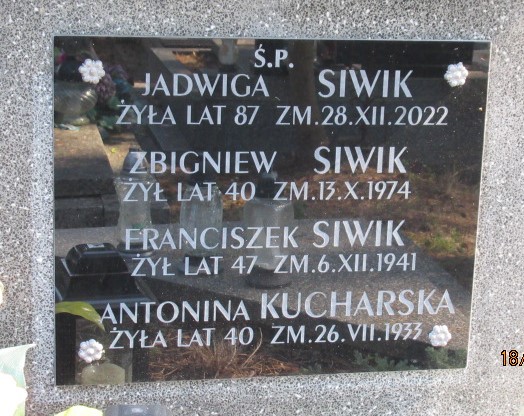 Ś.P.
JADWIGA SIWIK
ŻYŁA LAT 87 ZM.28.XII.2022
ZBIGNIEW SIWIK
ŻYŁ LAT 40 ZM.13.X.1974
FRANCISZEK SIWIK
ŻYŁ LAT 47 ZM.6.XII.1941
ANTONINA KUCHARSKA
ŻYŁA LAT 40 ZM.26.VII.1933
18/